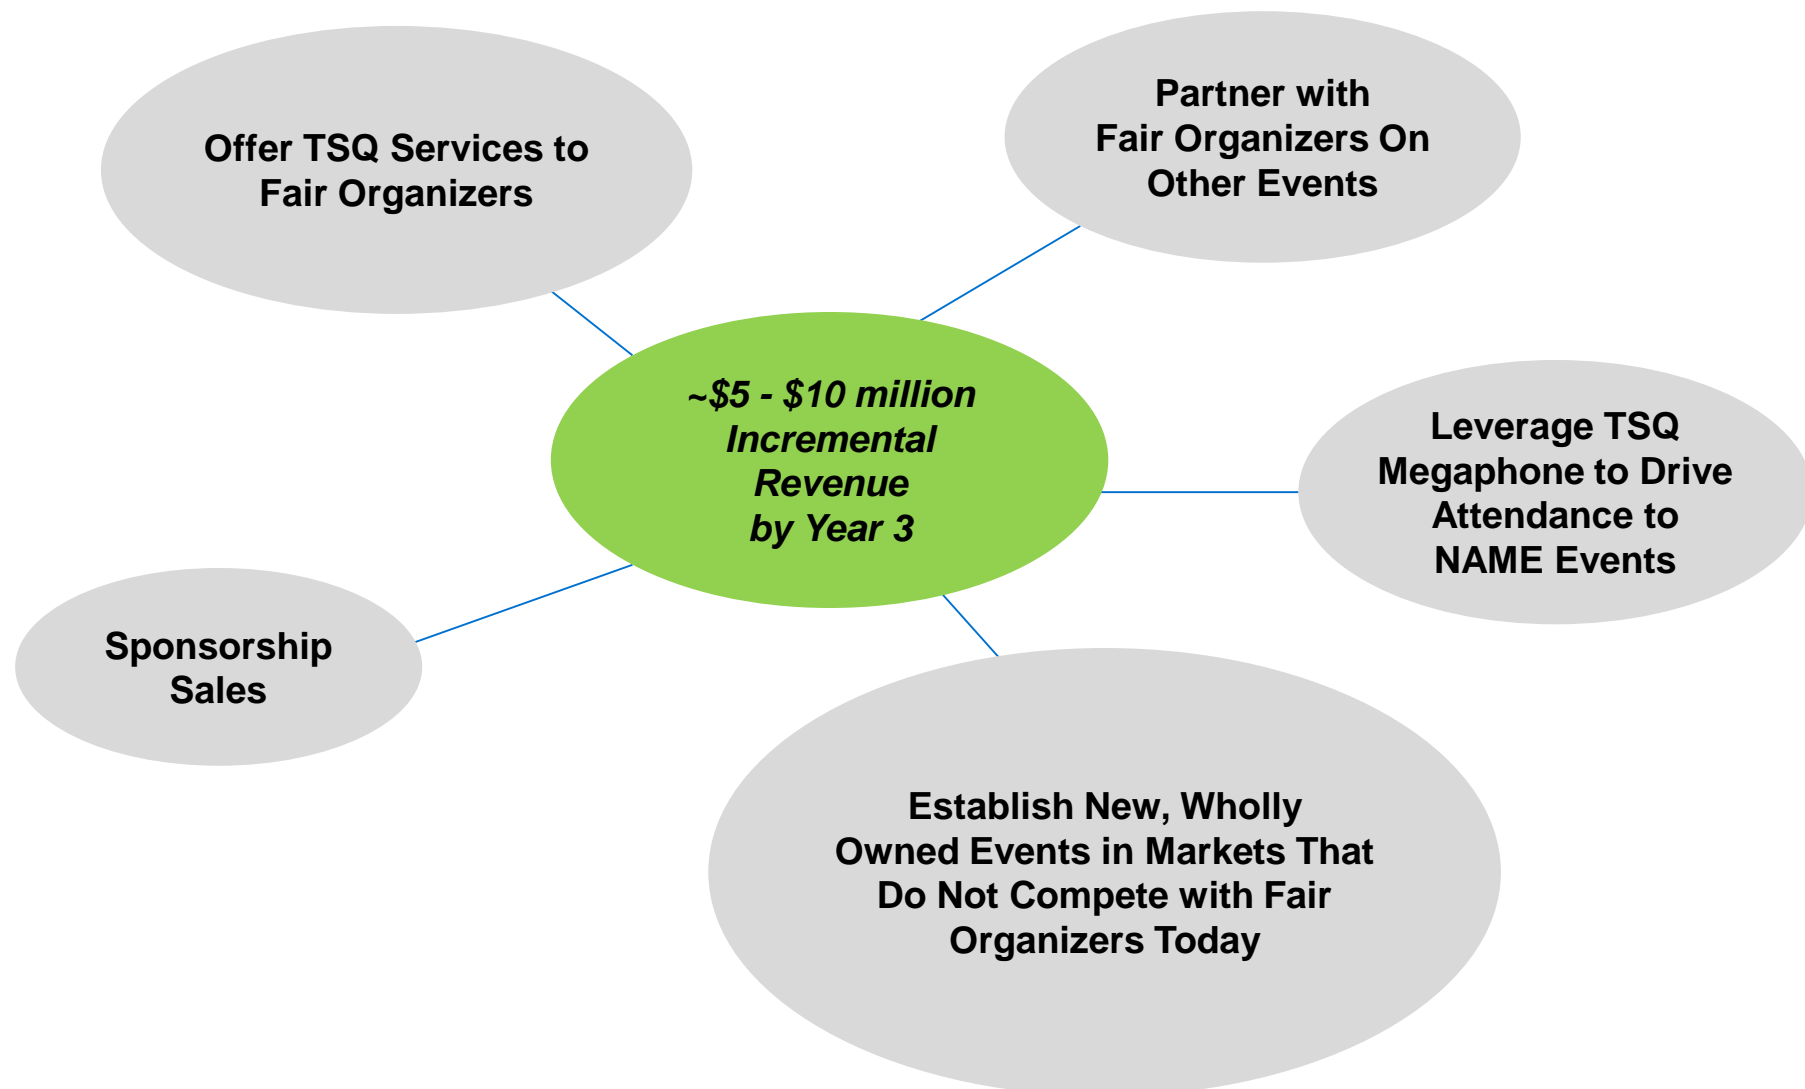 Offer TSQ Services to
Fair Organizers
Partner with
Fair Organizers On
Other Events
~$5 - $10 million
Incremental
Revenue
by Year 3
Leverage TSQ
Megaphone to Drive
Attendance to
NAME Events
Sponsorship
Sales
Establish New, Wholly
Owned Events in Markets That
Do Not Compete with Fair
Organizers Today